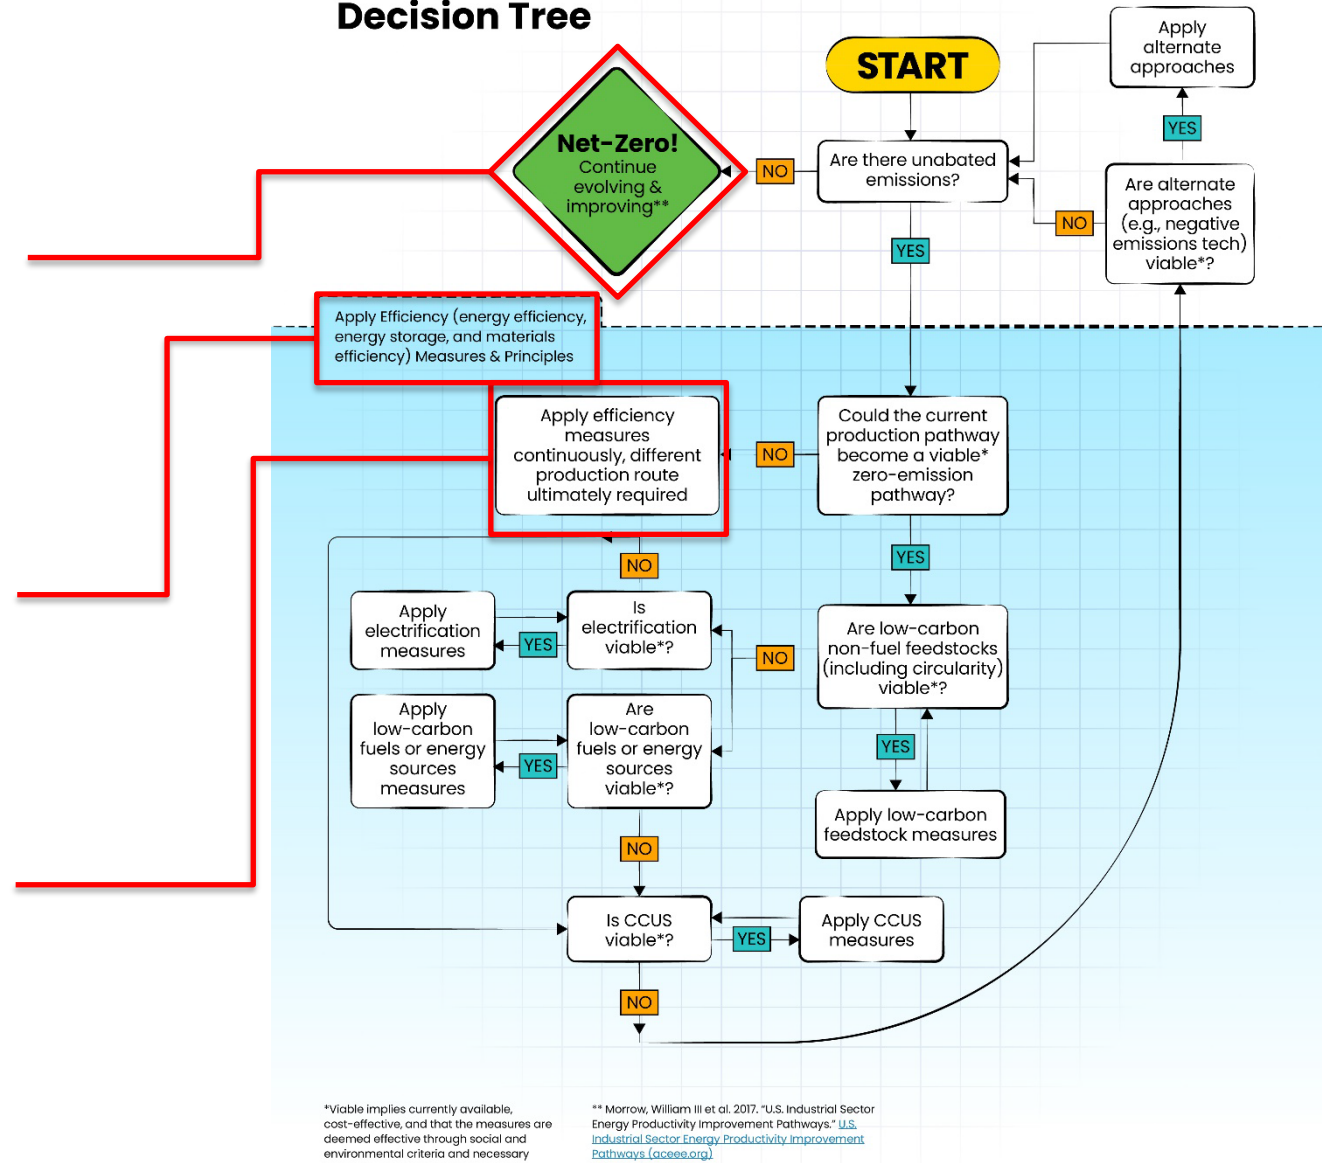 Decision Tree
START
Apply
alternate
approaches
YES
Net-Zero!
Continue
evolving &
improving**
NO
Are there unabated
emissions?
NO
Are alternate
approaches
(e.g., negative
emissions tech)
viable*?
YES
Apply Efficiency (energy efficiency,
energy storage, and materials
efficiency) Measures & Principles
Apply efficiency
measures
continuously, different
production route
ultimately required
NO
Could the current
production pathway
become a viable*
zero-emission
pathway?
NO
YES
Apply
electrification
measures
YES
Is
electrification
viable*?
NO
Are low-carbon
non-fuel feedstocks
(including circularity)
viable*?
Apply
low-carbon
fuels or energy
sources
measures
YES
Are
low-carbon
fuels or energy
sources
viable*?
YES
Apply low-carbon
feedstock measures
NO
Is CCUS
viable*?
YES
Apply CCUS
measures
NO
*Viable implies currently available,
cost-effective, and that the measures are
deemed effective through social and
environmental criteria and necessary
** Morrow, William III et al. 2017. “U.S. Industrial Sector
Energy Productivity Improvement Pathways.” U.S.
Industrial Sector Energy Productivity Improvement
Pathways (aceee.org)